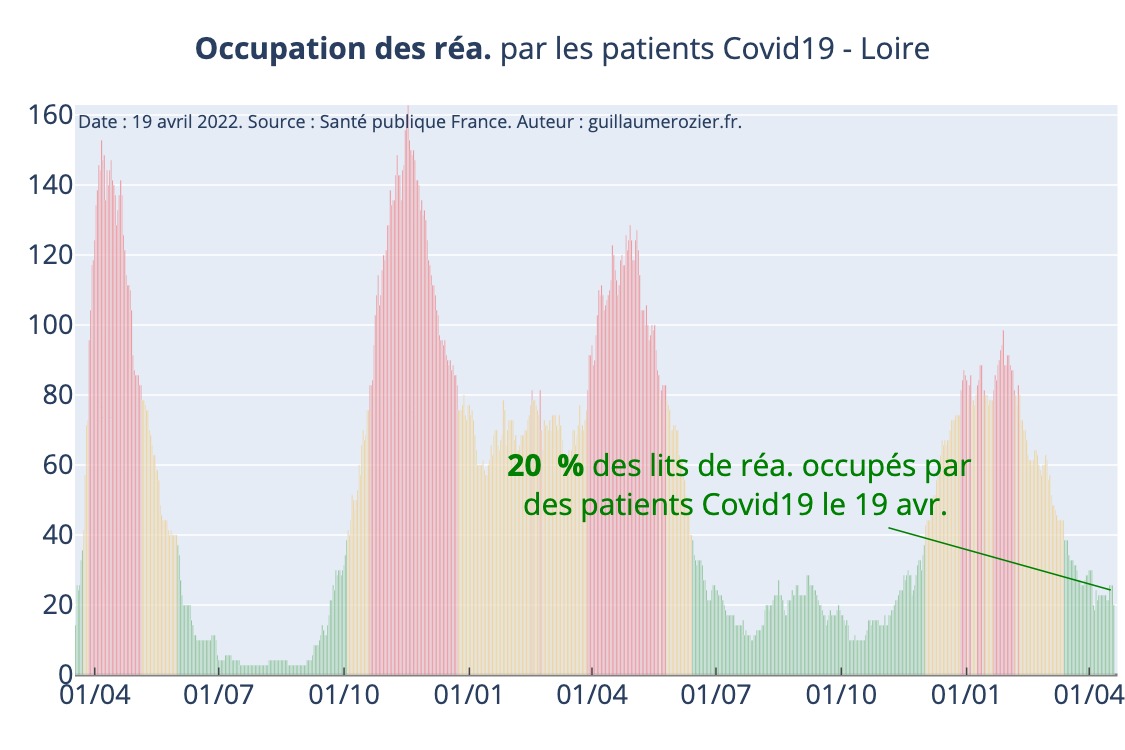 Occupation des réa. par les patients Covid19 - Loire
160
Date : 19 avril 2022. Source : Santé publique France. Auteur : guillaumerozier.fr.
140
120
100
80
60
20  % des lits de réa. occupés par
des patients Covid19 le 19 avr.
40
20
0
01/04 01/07 01/10 01/01 01/04 01/07 01/10 01/01 01/04